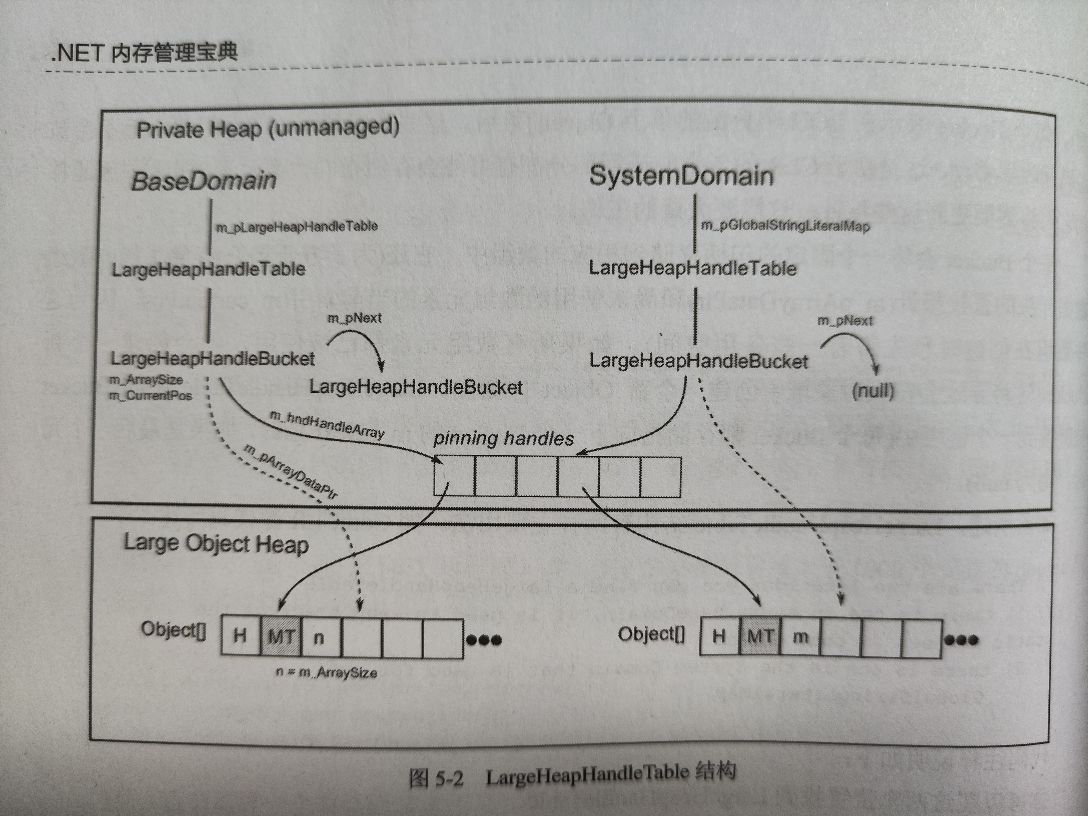 .NET 内存管理宝典
Private Heap (unmanaged)
BaseDomain
SystemDomain
m_pLargeHeapHandleTable
m_pGlobalStringLiteralMap
LargeHeapHandleTable
LargeHeapHandleTable
m_pNext
m_pNext
LargeHeapHandleBucket
LargeHeapHandleBucket
m_ArraySize
m_CurrentPos
LargeHeapHandleBucket
(null)
m_hndHandleArray
pinning handles
m_pArrayDataPtr
Large Object Heap
Object[] H MT n
Object[] H MT m
n = m_ArraySize
图 5-2 LargeHeapHandleTable 结构